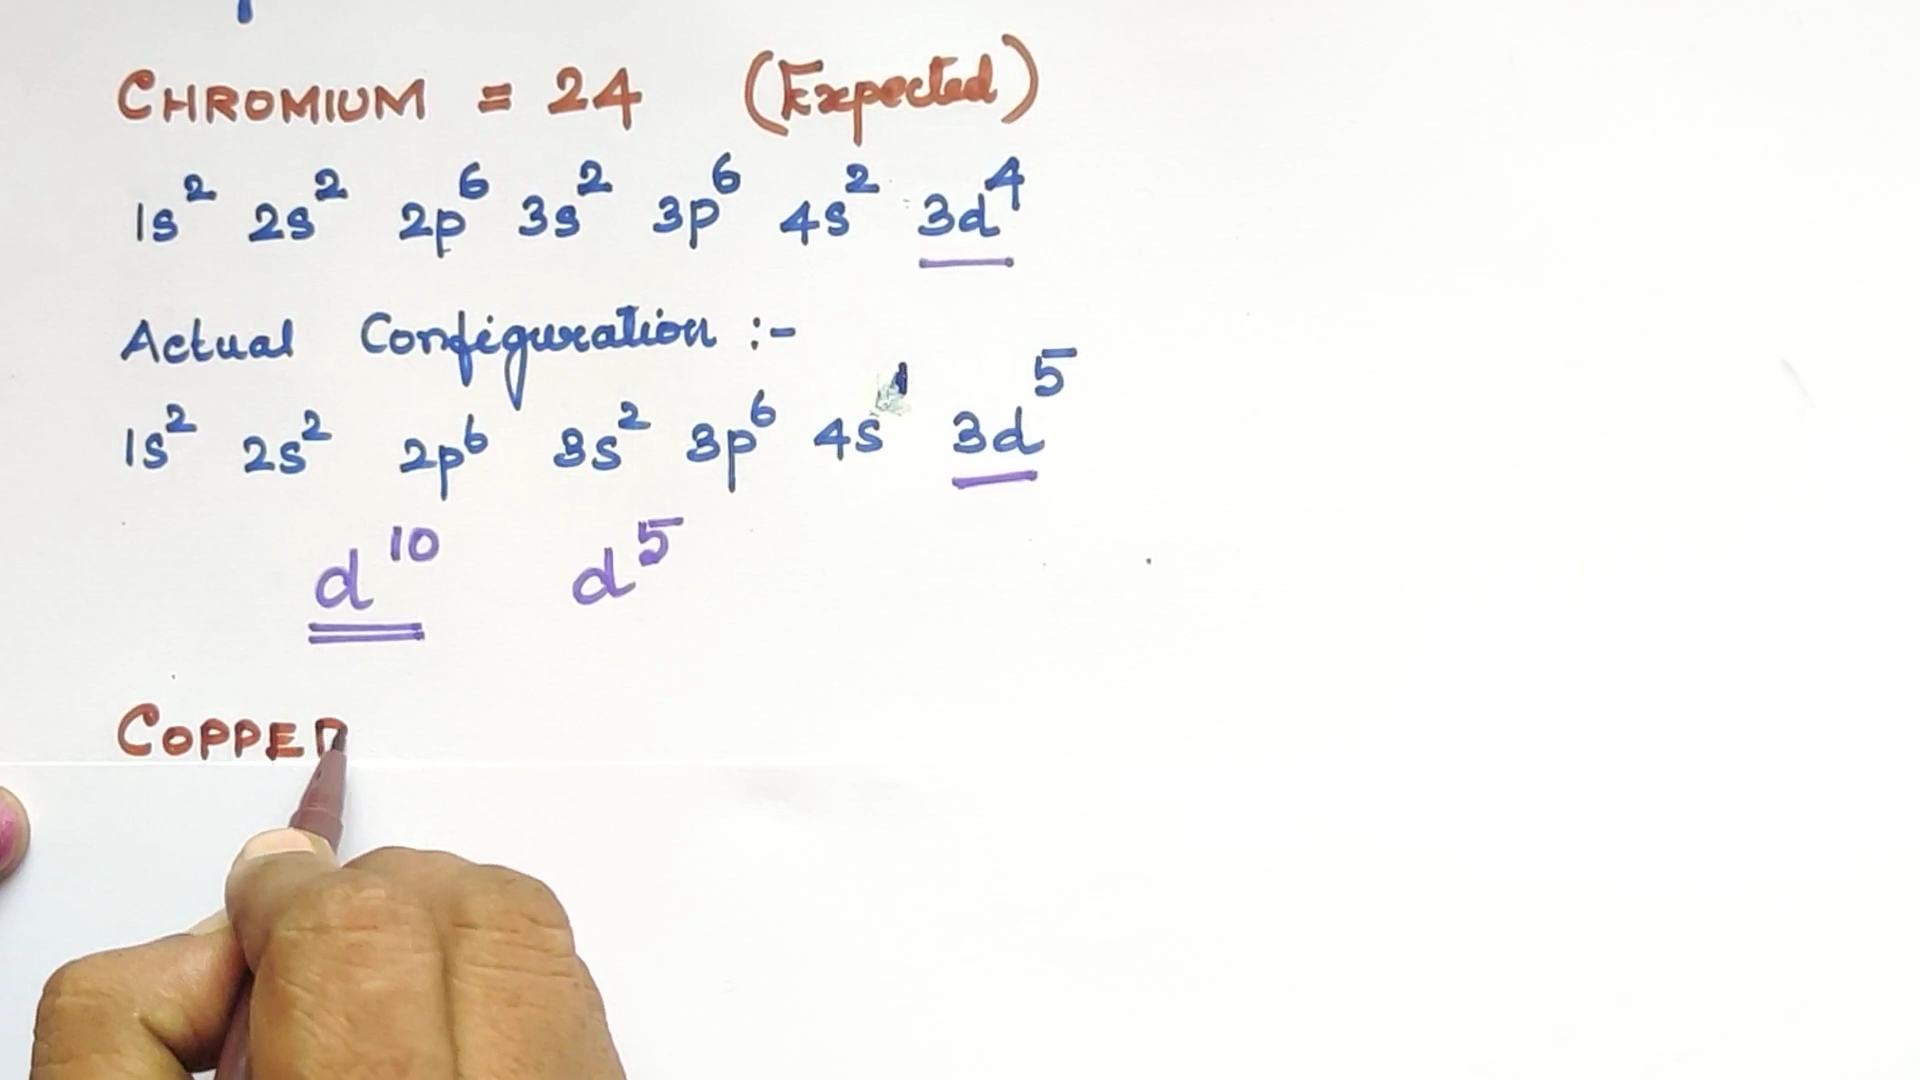 CHROMIUM = 24 (Expected)
1s² 2s² 2p⁶ 3s² 3p⁶ 4s² 3d⁴
Actual Configuration :-
1s² 2s² 2p⁶ 3s² 3p⁶ 4s¹ 3d⁵
d¹⁰ d⁵
COPPER